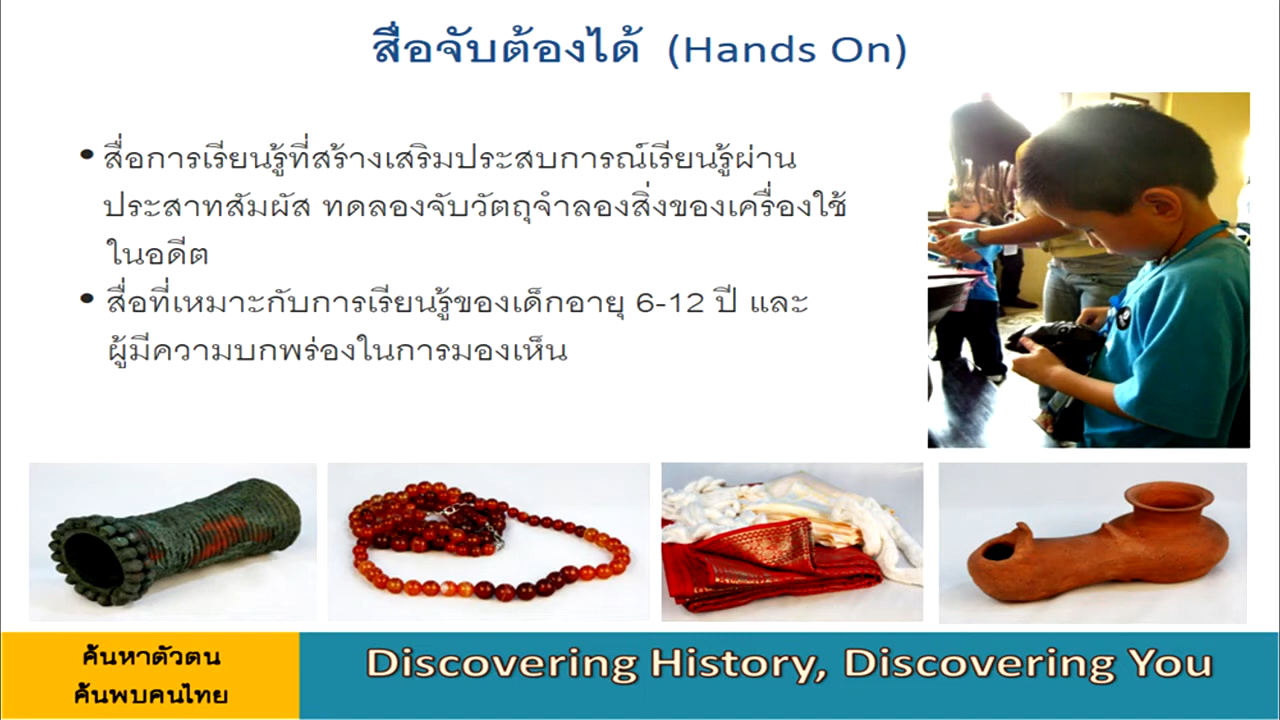 สื่อจับต้องได้ (Hands On)
• สื่อการเรียนรู้ที่สร้างเสริมประสบการณ์เรียนรู้ผ่าน
ประสาทสัมผัส ทดลองจับวัตถุจำลองสิ่งของเครื่องใช้
ในอดีต
• สื่อที่เหมาะกับการเรียนรู้ของเด็กอายุ 6-12 ปี และ
ผู้มีความบกพร่องในการมองเห็น
ค้นหาตัวตน
ค้นพบคนไทย
Discovering History, Discovering You